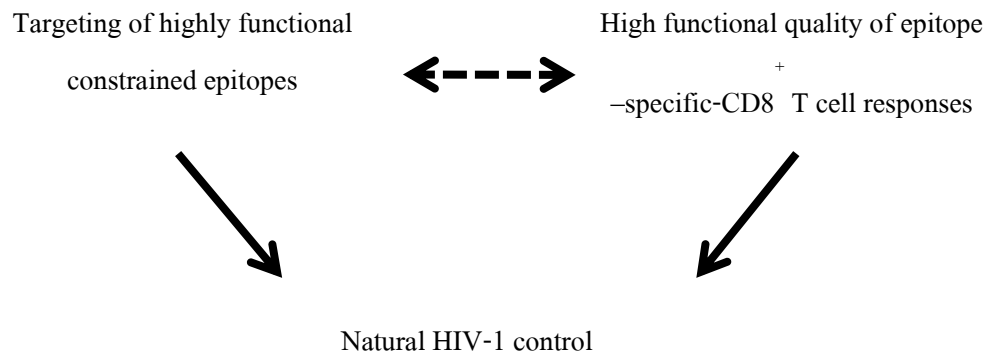 Targeting of highly functional
constrained epitopes
High functional quality of epitope
+
–specific-CD8 T cell responses
Natural HIV-1 control